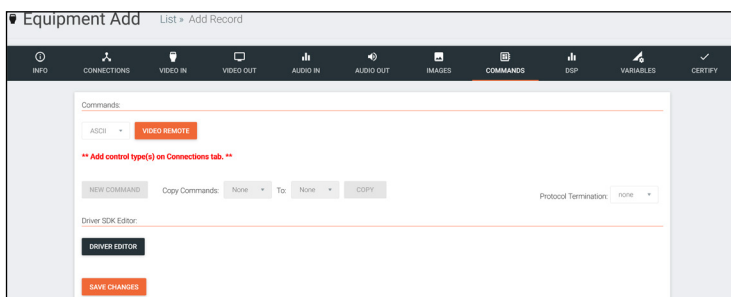 Equipment Add List » Add Record
INFO CONNECTIONS VIDEO IN VIDEO OUT AUDIO IN AUDIO OUT IMAGES COMMANDS DSP VARIABLES CERTIFY
Commands:
ASCII VIDEO REMOTE
** Add control type(s) on Connections tab. **
NEW COMMAND Copy Commands: None To: None COPY Protocol Termination: none
Driver SDK Editor:
DRIVER EDITOR
SAVE CHANGES